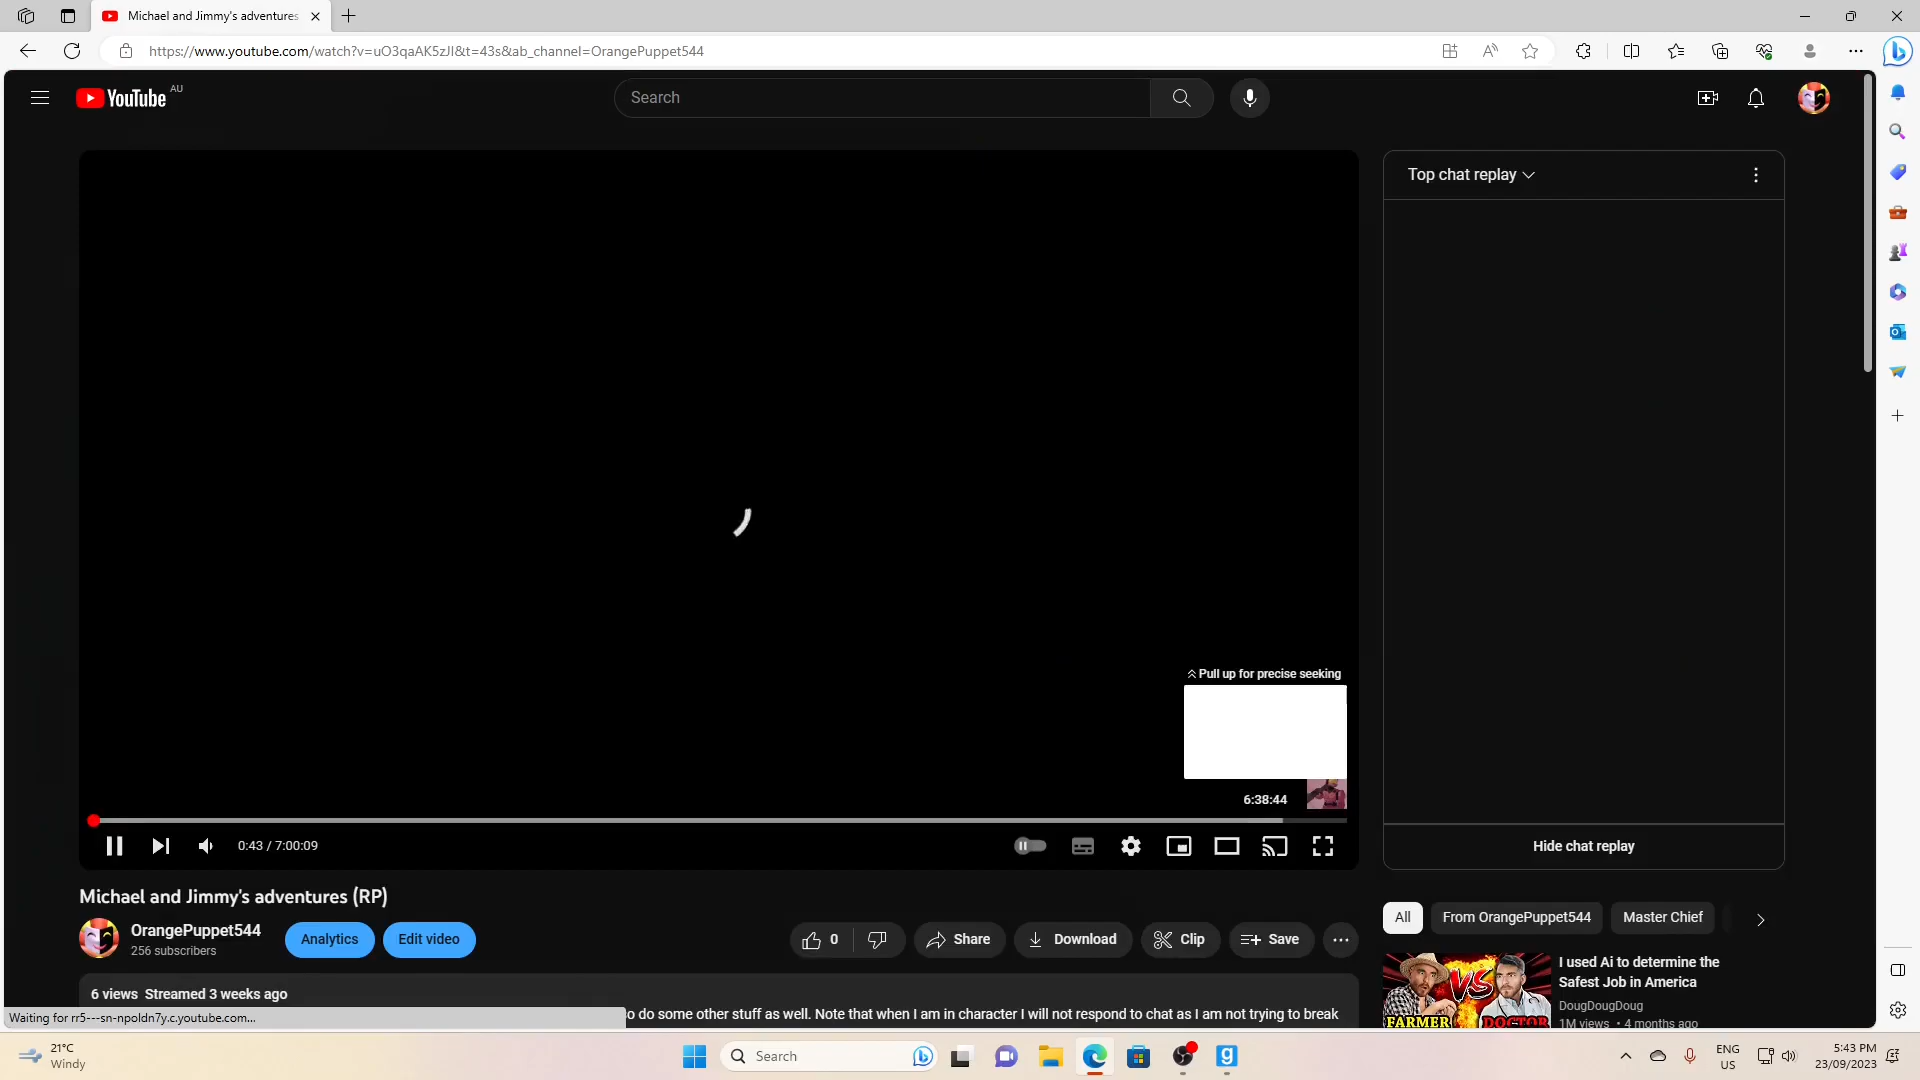 Michael and Jimmy's adventures
https://www.youtube.com/watch?v=uO3qaAK5zJI&t=43s&ab_channel=OrangePuppet544
YouTube AU
Search
Top chat replay
Pull up for precise seeking
6:38:44
0:43 / 7:00:09
Hide chat replay
Michael and Jimmy's adventures (RP)
OrangePuppet544
256 subscribers
Analytics
Edit video
0
Share
Download
Clip
Save
All
From OrangePuppet544
Master Chief
I used Ai to determine the
Safest Job in America
DougDougDoug
1M views • 4 months ago
VS
FARMER
DOCTOR
6 views Streamed 3 weeks ago
so do some other stuff as well. Note that when I am in character I will not respond to chat as I am not trying to break
Waiting for rr5---sn-npoldn7y.c.youtube.com...
21°C
Windy
Search
ENG
US
5:43 PM
23/09/2023